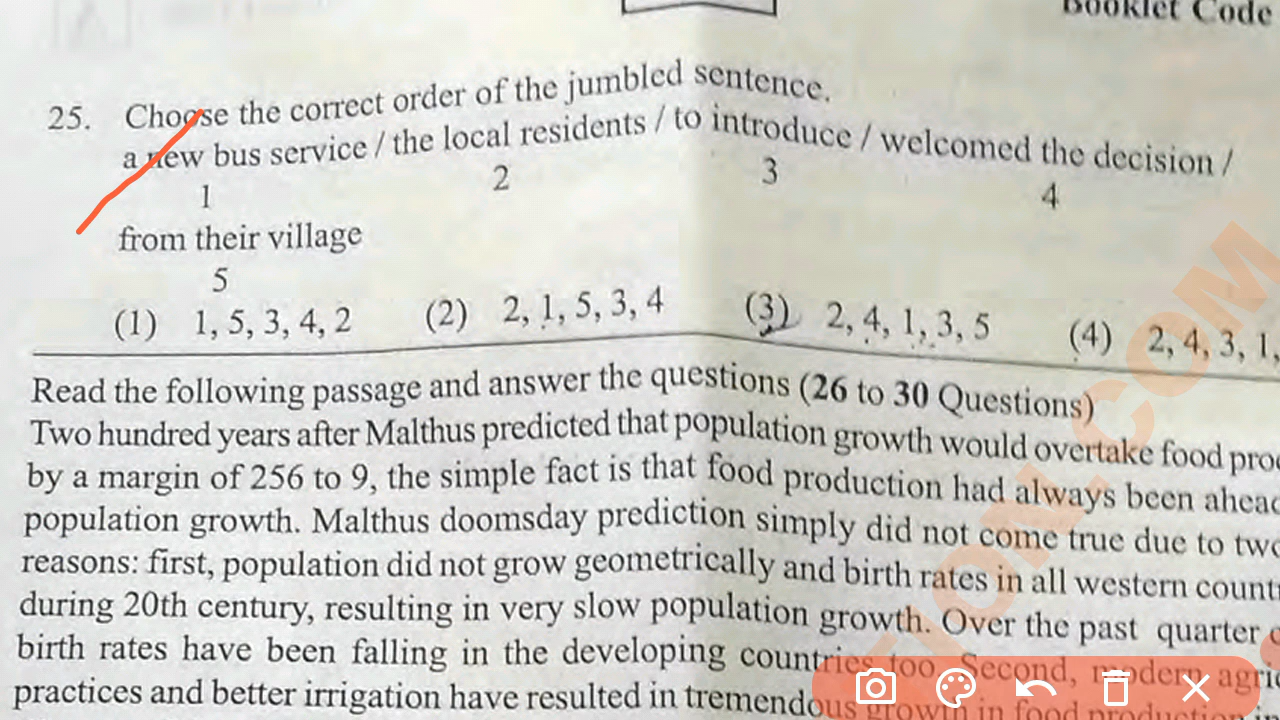 Booklet Code
25. Choose the correct order of the jumbled sentence.
a new bus service / the local residents / to introduce / welcomed the decision /
1 2 3 4
from their village
5
(1) 1, 5, 3, 4, 2 (2) 2, 1, 5, 3, 4 (3) 2, 4, 1, 3, 5 (4) 2, 4, 3, 1,
Read the following passage and answer the questions (26 to 30 Questions)
Two hundred years after Malthus predicted that population growth would overtake food
by a margin of 256 to 9, the simple fact is that food production had always been
population growth. Malthus doomsday prediction simply did not come true due to
reasons: first, population did not grow geometrically and birth rates in all western
during 20th century, resulting in very slow population growth. Over the past quarter
birth rates have been falling in the developing countries too. Second, modern
practices and better irrigation have resulted in tremendous growth in food production